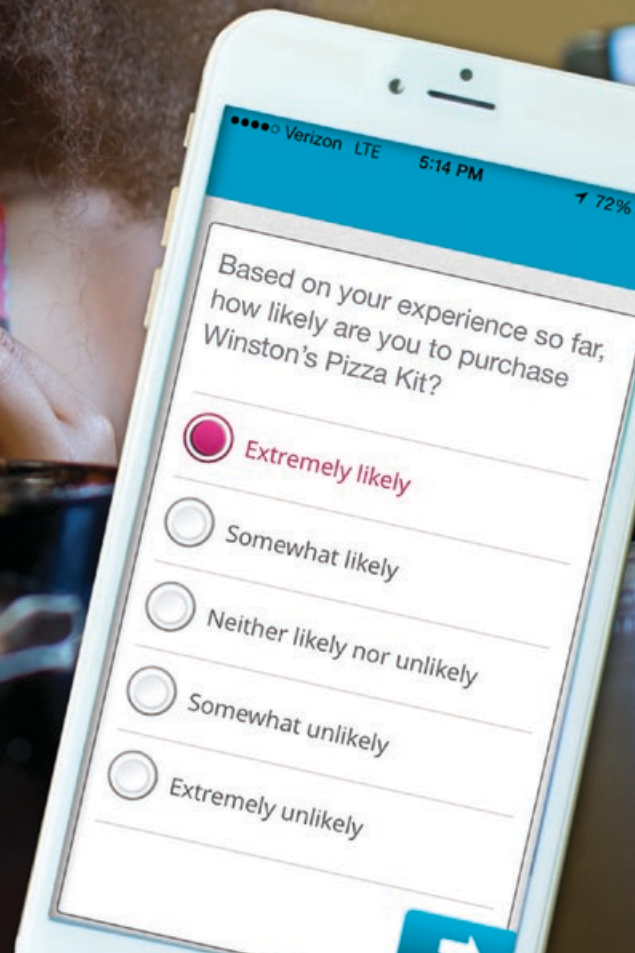 Verizon LTE 5:14 PM 72%
Based on your experience so far,
how likely are you to purchase
Winston's Pizza Kit?
Extremely likely
Somewhat likely
Neither likely nor unlikely
Somewhat unlikely
Extremely unlikely